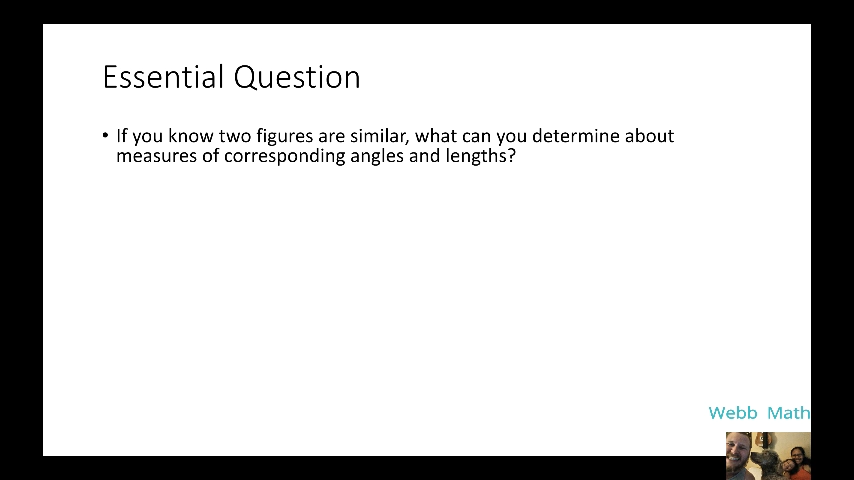 Essential Question
• If you know two figures are similar, what can you determine about
measures of corresponding angles and lengths?
Webb Math